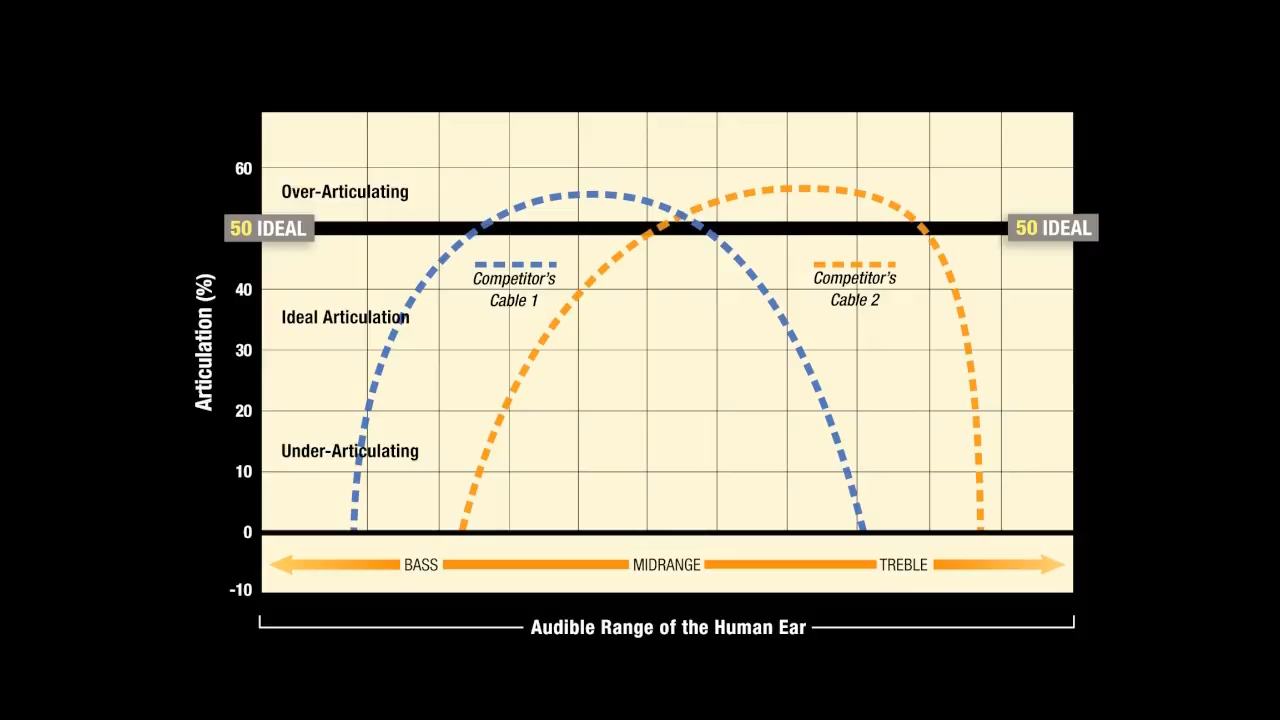 60
Over-Articulating
50 IDEAL
50 IDEAL
Competitor's
Cable 1
Competitor's
Cable 2
40
Ideal Articulation
Articulation (%)
30
20
Under-Articulating
10
0
BASS
MIDRANGE
TREBLE
-10
Audible Range of the Human Ear